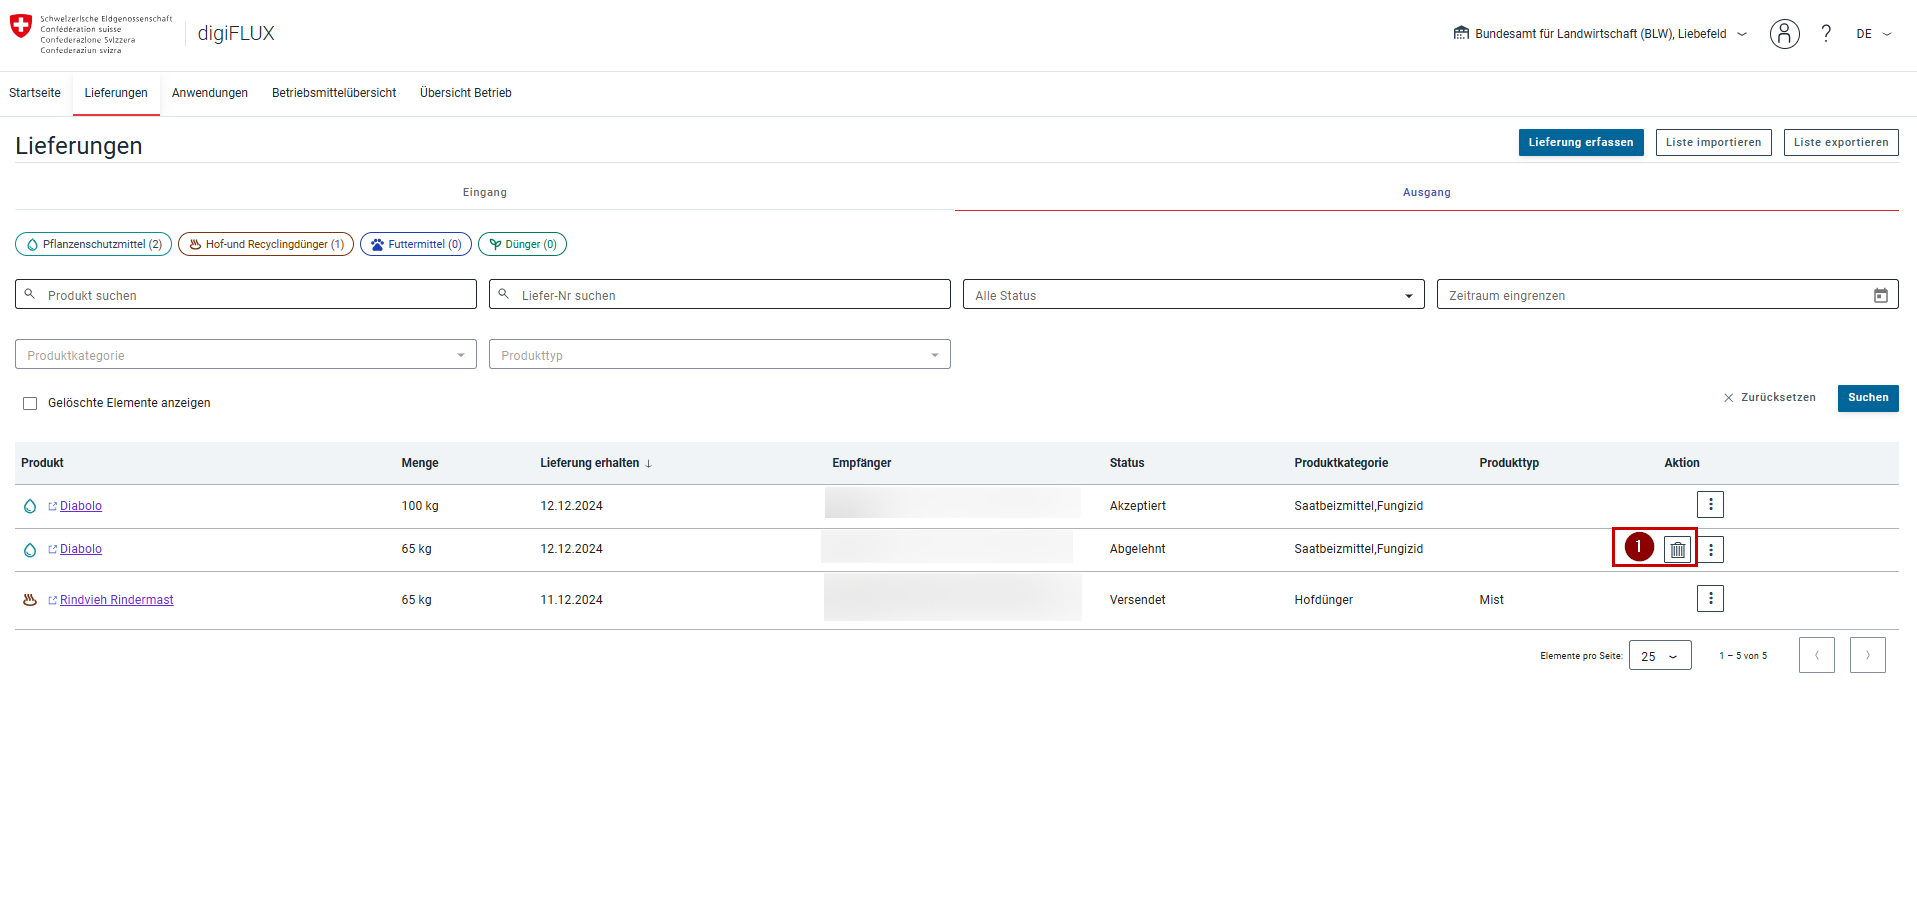 Schweizerische Eidgenossenschaft
Confédération suisse
Confederazione Svizzera
Confederaziun svizra
digiFLUX
Bundesamt für Landwirtschaft (BLW), Liebefeld
? DE
Startseite Lieferungen Anwendungen Betriebsmittelübersicht Übersicht Betrieb
Lieferungen
Lieferung erfassen Liste importieren Liste exportieren
Eingang Ausgang
Pflanzenschutzmittel (2) Hof-und Recyclingdünger (1) Futtermittel (0) Dünger (0)
Produkt suchen Liefer-Nr suchen Alle Status Zeitraum eingrenzen
Produktkategorie Produkttyp
Gelöschte Elemente anzeigen Zurücksetzen Suchen
Produkt Menge Lieferung erhalten ↓ Empfänger Status Produktkategorie Produkttyp Aktion
Diabolo 100 kg 12.12.2024 Akzeptiert Saatbeizmittel,Fungizid
Diabolo 65 kg 12.12.2024 Abgelehnt Saatbeizmittel,Fungizid 1
Rindvieh Rindermast 65 kg 11.12.2024 Versendet Hofdünger Mist
Elemente pro Seite: 25 1 – 5 von 5